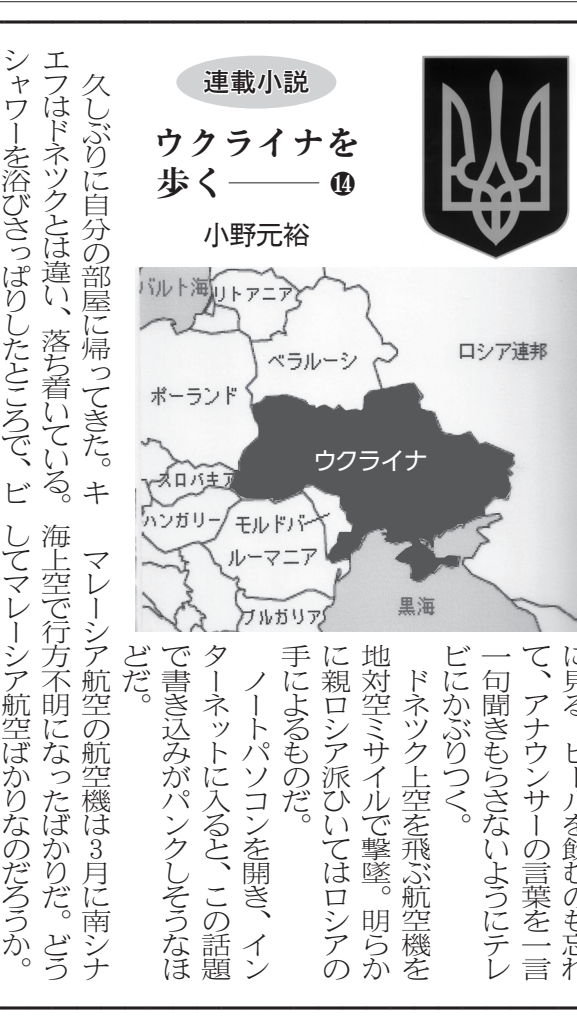 連載小説
ウクライナを
歩く――⓮
小野元裕
バルト海
リトアニア
ベラルーシ
ロシア連邦
ポーランド
ウクライナ
スロバキア
ハンガリー
モルドバ
ルーマニア
ブルガリア
黒海
久しぶりに自分の部屋に帰ってきた。キ
エフはドネツクとは違い、落ち着いている。
シャワーを浴びさっぱりしたところで、ビ
に見る。ビールを飲むのも忘れ
て、アナウンサーの言葉を一言
一句聞きもらさないようにテレ
ビにかぶりつく。
ドネツク上空を飛ぶ航空機を
地対空ミサイルで撃墜。明らか
に親ロシア派ひいてはロシアの
手によるものだ。
ノートパソコンを開き、イン
ターネットに入ると、この話題
で書き込みがパンクしそうなほ
どだ。
マレーシア航空の航空機は3月に南シナ
海上空で行方不明になったばかりだ。どう
してマレーシア航空ばかりなのだろうか。